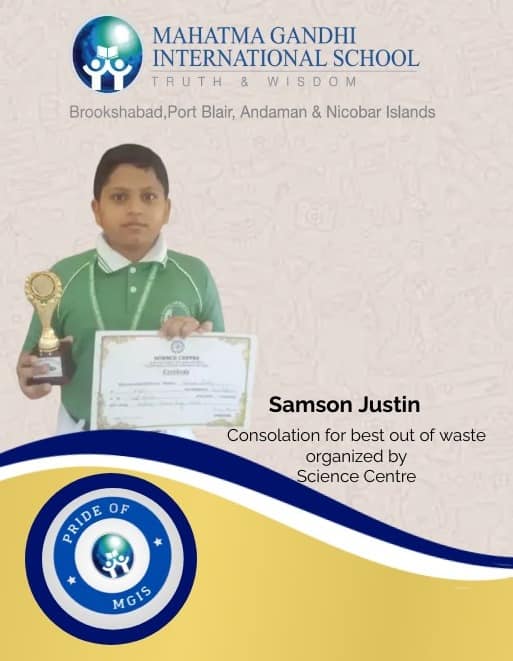 MAHATMA GANDHI
INTERNATIONAL SCHOOL
TRUTH & WISDOM
Brookshabad,Port Blair, Andaman & Nicobar Islands
SCIENCE CENTRE
Certificate
Samson Justin
Consolation for best out of waste
organized by
Science Centre
PRIDE OF
MGIS